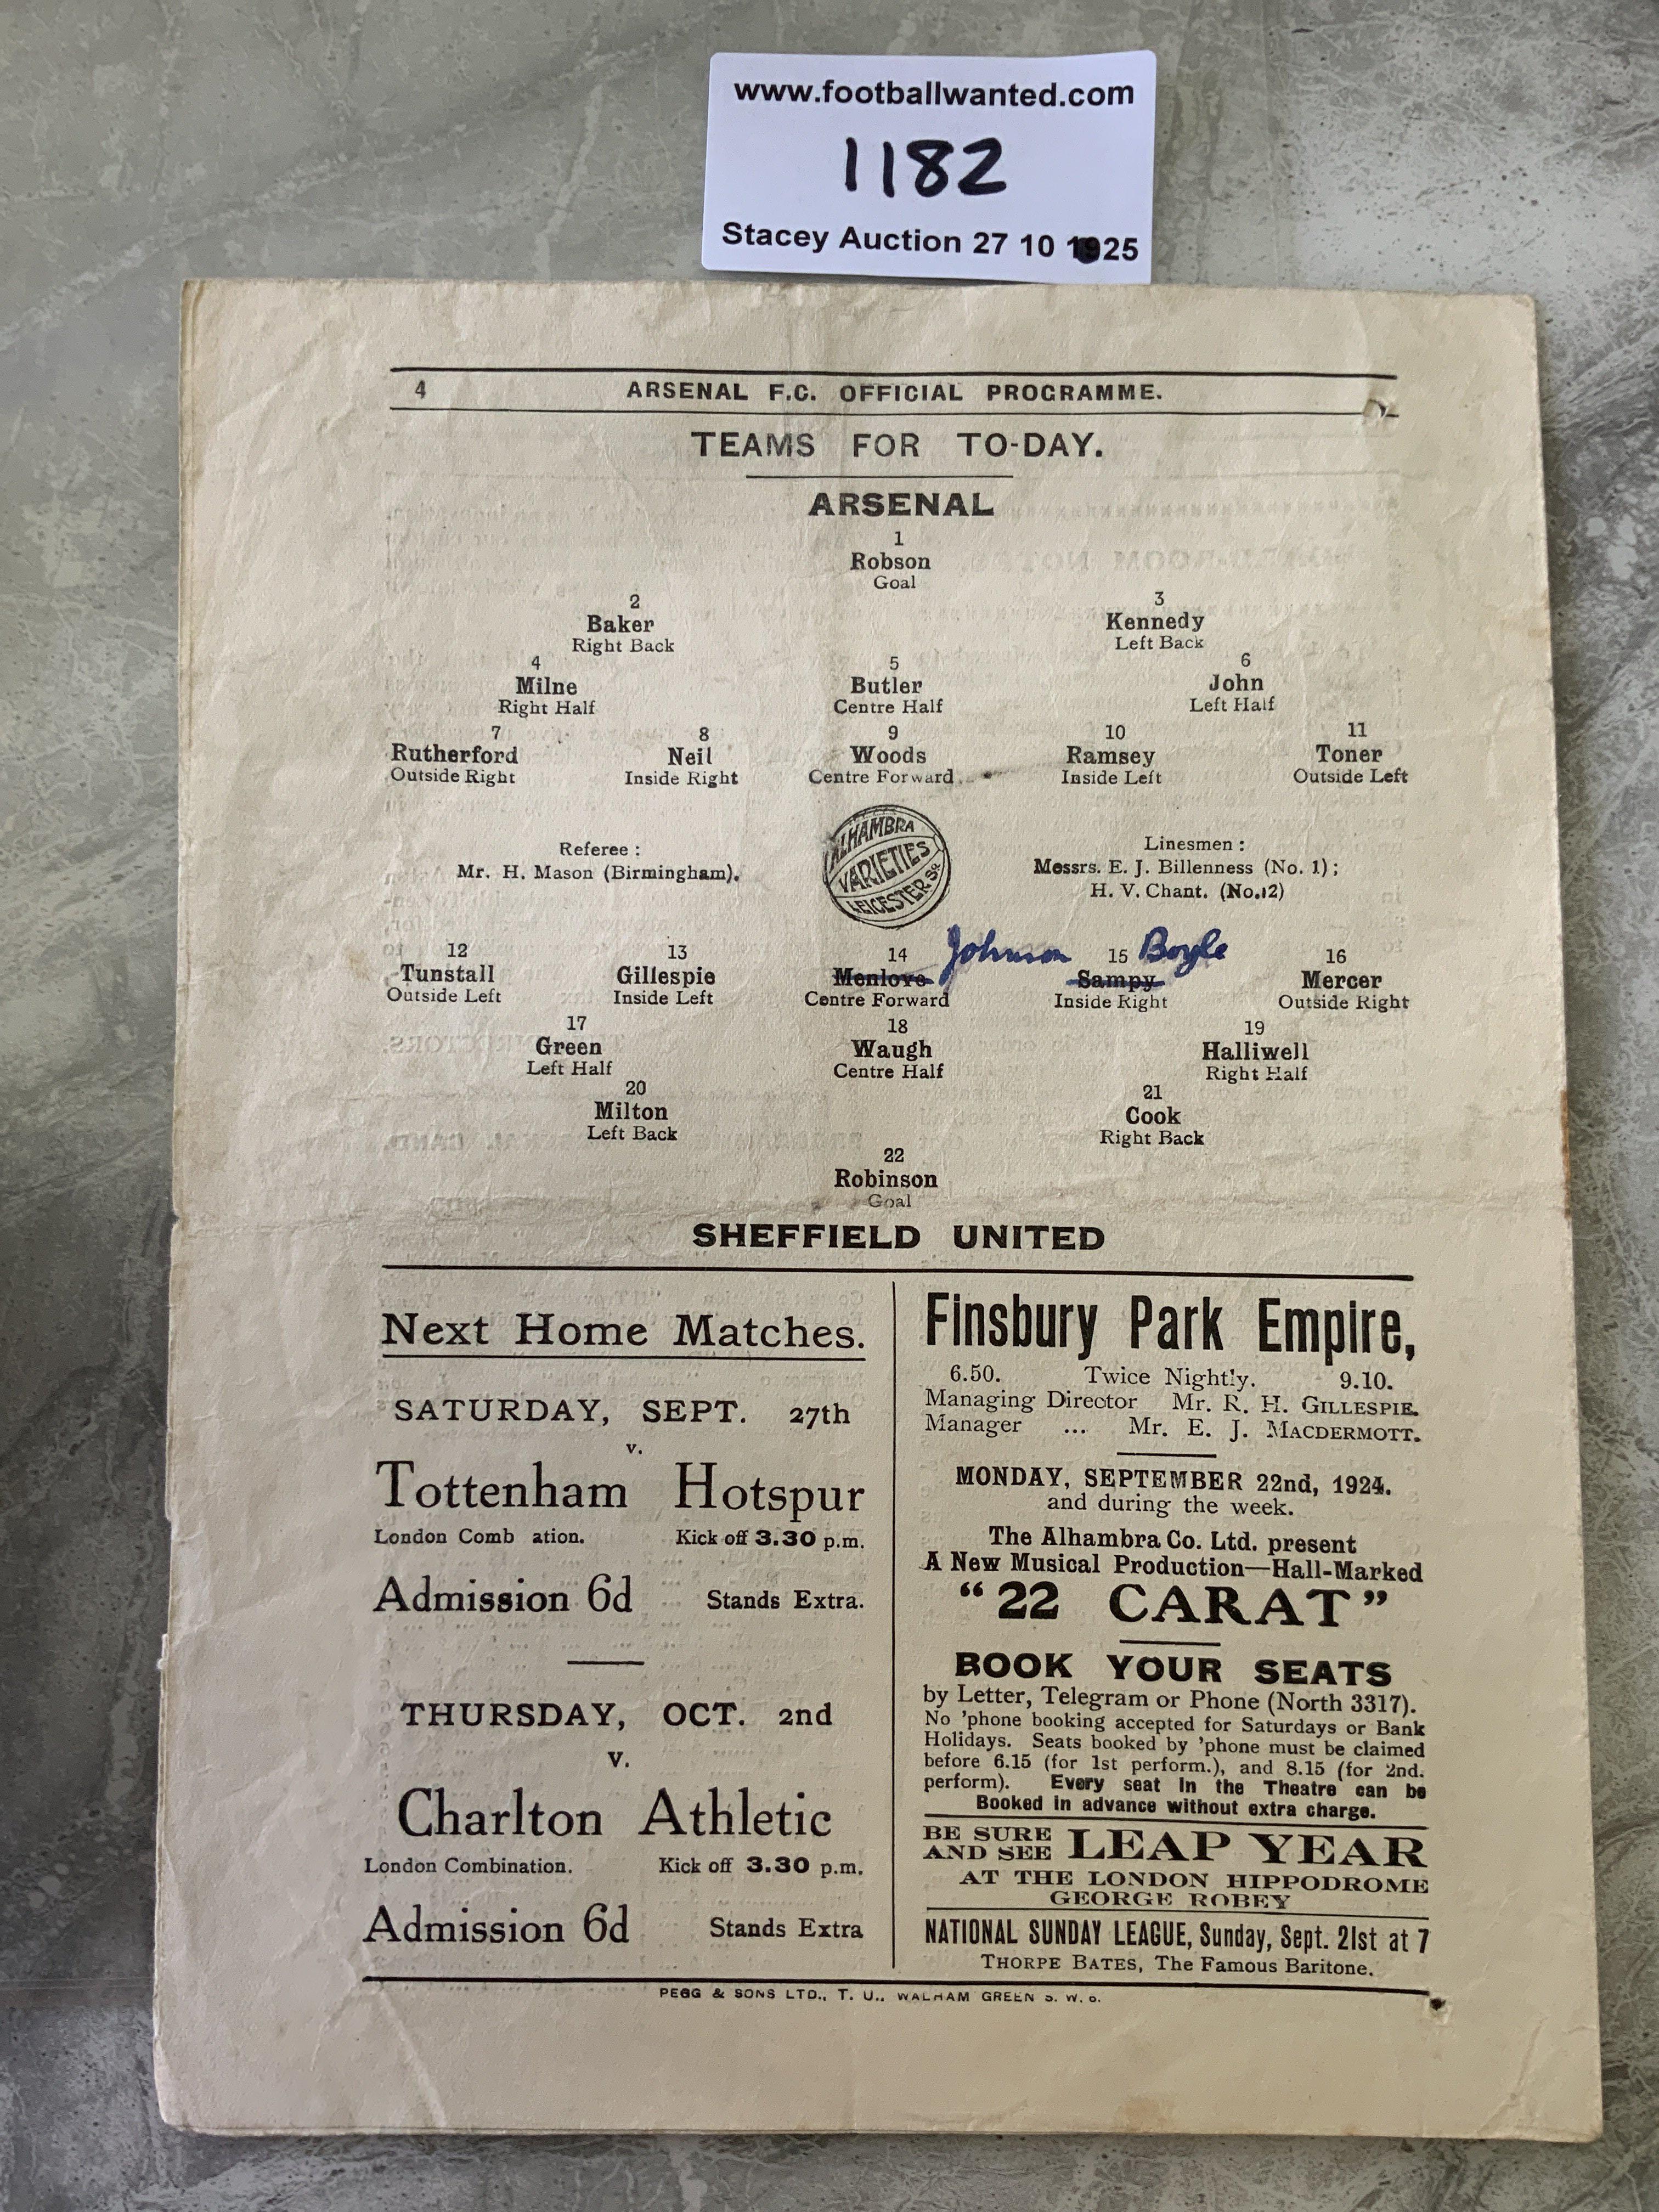 www.footballwanted.com
1182
Stacey Auction 27 10 1925
4 ARSENAL F.C. OFFICIAL PROGRAMME.
TEAMS FOR TO-DAY.
ARSENAL
1
Robson
Goal
2 3
Baker Kennedy
Right Back Left Back
4 5 6
Milne Butler John
Right Half Centre Half Left Half
7 8 9 10 11
Rutherford Neil Woods Ramsey Toner
Outside Right Inside Right Centre Forward Inside Left Outside Left
Referee :
Mr. H. Mason (Birmingham).
ALHAMBRA
VARIETIES
LEICESTER SQ
Linesmen :
Messrs. E. J. Billenness (No. 1) ;
H. V. Chant. (No.12)
12 13 14 Johnson 15 Boyle 16
Tunstall Gillespie Menlove Sampy Mercer
Outside Left Inside Left Centre Forward Inside Right Outside Right
17 18 19
Green Waugh Halliwell
Left Half Centre Half Right Half
20 21
Milton Cook
Left Back Right Back
22
Robinson
Goal
SHEFFIELD UNITED
Next Home Matches.
SATURDAY, SEPT. 27th
v.
Tottenham Hotspur
London Comb ation. Kick off 3.30 p.m.
Admission 6d Stands Extra.
THURSDAY, OCT. 2nd
v.
Charlton Athletic
London Combination. Kick off 3.30 p.m.
Admission 6d Stands Extra
Finsbury Park Empire,
6.50. Twice Nightly. 9.10.
Managing Director Mr. R. H. GILLESPIE.
Manager ... Mr. E. J. MACDERMOTT.
MONDAY, SEPTEMBER 22nd, 1924.
and during the week.
The Alhambra Co. Ltd. present
A New Musical Production—Hall-Marked
"22 CARAT"
BOOK YOUR SEATS
by Letter, Telegram or Phone (North 3317).
No 'phone booking accepted for Saturdays or Bank
Holidays. Seats booked by 'phone must be claimed
before 6.15 (for 1st perform.), and 8.15 (for 2nd.
perform). Every seat in the Theatre can be
Booked in advance without extra charge.
BE SURE
AND SEE LEAP YEAR
AT THE LONDON HIPPODROME
GEORGE ROBEY
NATIONAL SUNDAY LEAGUE, Sunday, Sept. 21st at 7
THORPE BATES, The Famous Baritone.
PEGG & SONS LTD., T. U., WALHAM GREEN S. W. 6.